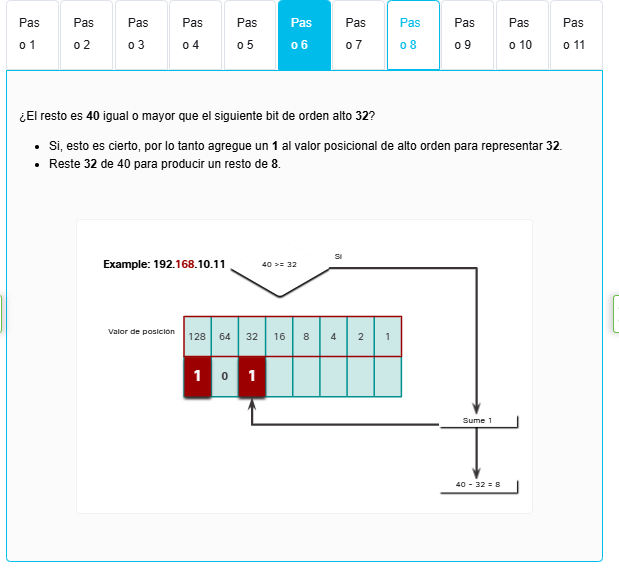 Pas Pas Pas Pas Pas Pas Pas Pas Pas Pas Pas
o 1 o 2 o 3 o 4 o 5 o 6 o 7 o 8 o 9 o 10 o 11
¿El resto es 40 igual o mayor que el siguiente bit de orden alto 32?
• Si, esto es cierto, por lo tanto agregue un 1 al valor posicional de alto orden para representar 32.
• Reste 32 de 40 para producir un resto de 8.
Sí
Example: 192.168.10.11 40 >= 32
Valor de posición 128 64 32 16 8 4 2 1
1 0 1
Sume 1
40 - 32 = 8